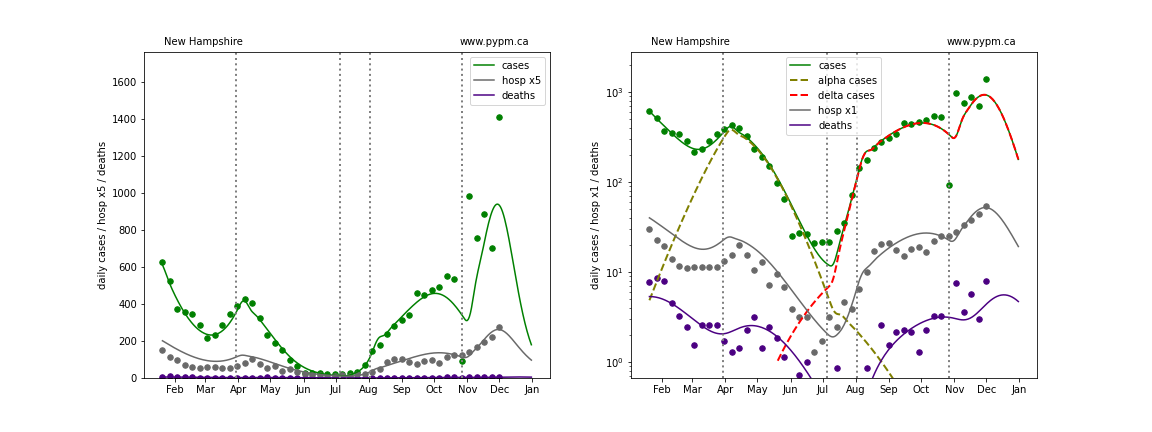 New Hampshire www.pypm.ca
cases
hosp x5
deaths
daily cases / hosp x5 / deaths
1600
1400
1200
1000
800
600
400
200
0
Feb Mar Apr May Jun Jul Aug Sep Oct Nov Dec Jan
New Hampshire www.pypm.ca
cases
alpha cases
delta cases
hosp x1
deaths
daily cases / hosp x1 / deaths
10³
10²
10¹
10⁰
Feb Mar Apr May Jun Jul Aug Sep Oct Nov Dec Jan